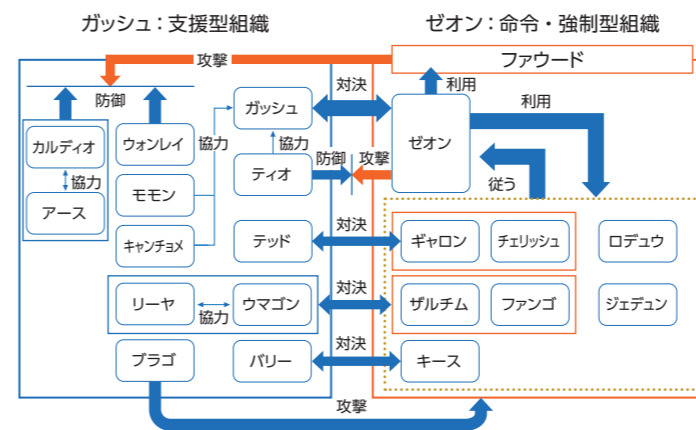 ガッシュ：支援型組織
ゼオン：命令・強制型組織
攻撃
ファウード
防御
対決
利用
利用
ガッシュ
ゼオン
カルディオ
ウォンレイ
協力
協力
防御
攻撃
協力
モモン
ティオ
従う
アース
キャンチョメ
テッド
対決
ギャロン
チェリッシュ
ロデュウ
リーヤ
協力
ウマゴン
対決
ザルチム
ファンゴ
ジェデュン
ブラゴ
バリー
対決
キース
攻撃